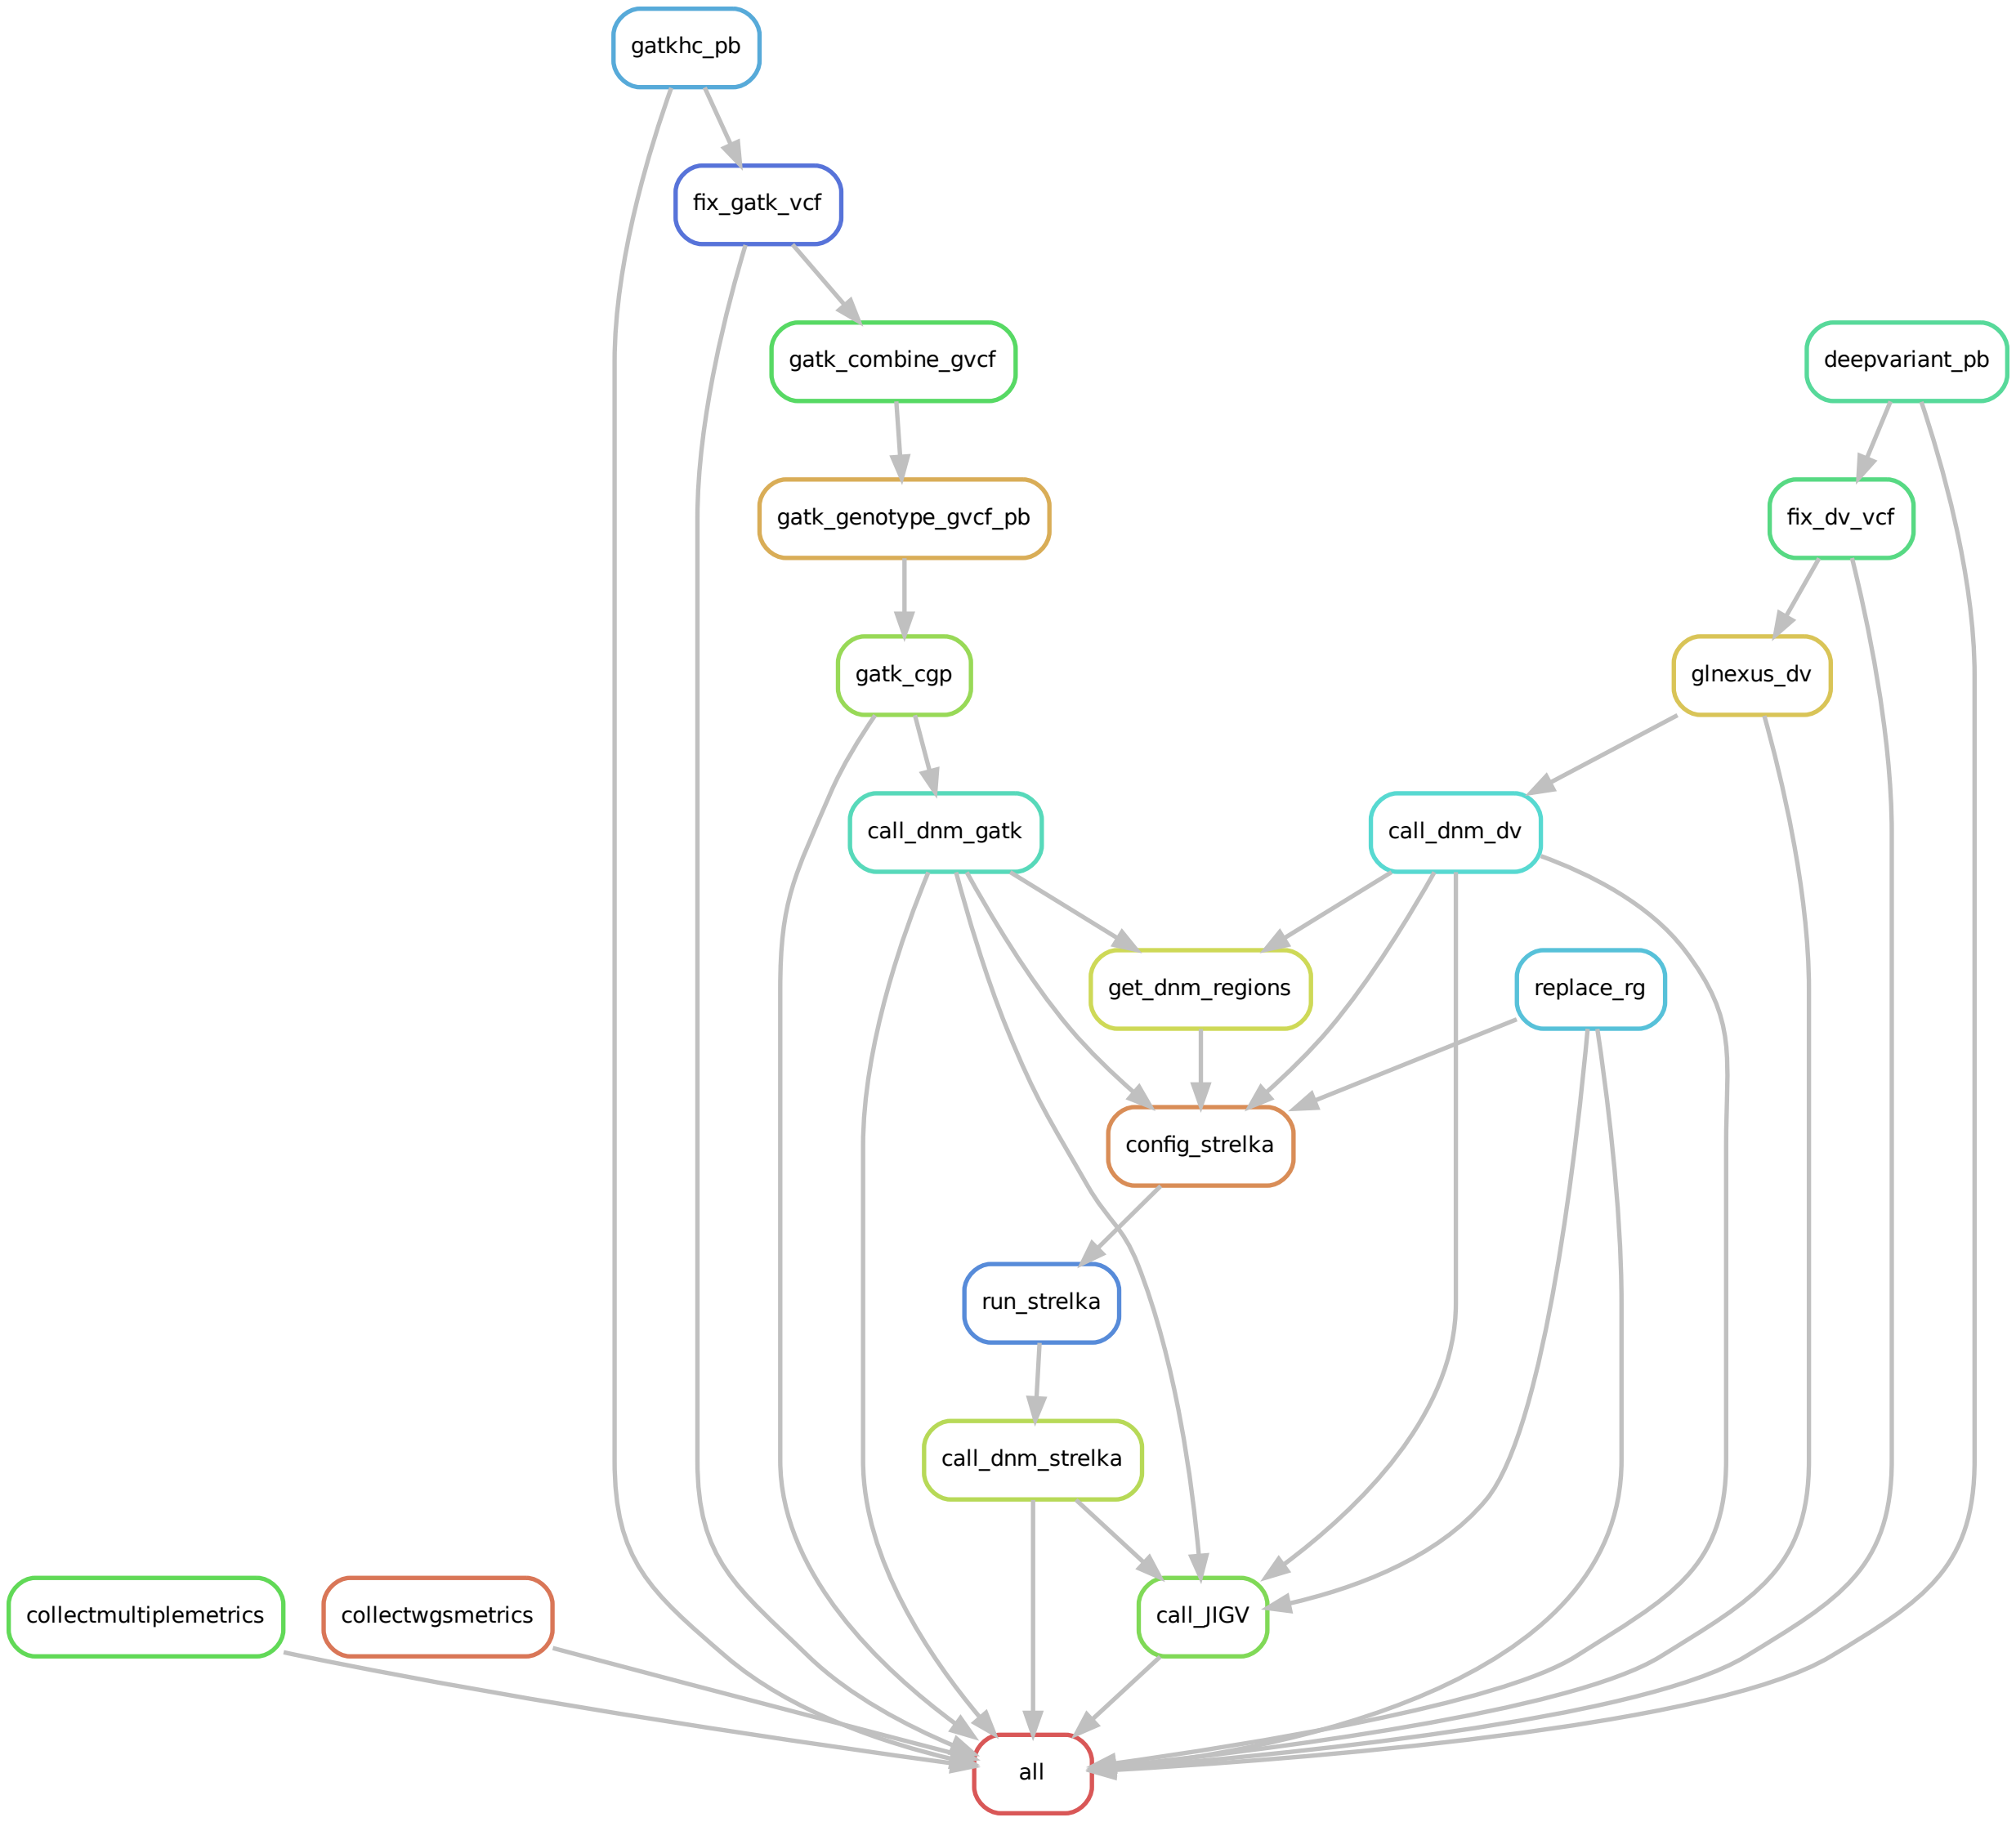 gatkhc_pb
fix_gatk_vcf
gatk_combine_gvcf
deepvariant_pb
gatk_genotype_gvcf_pb
fix_dv_vcf
gatk_cgp
glnexus_dv
call_dnm_gatk
call_dnm_dv
get_dnm_regions
replace_rg
config_strelka
run_strelka
call_dnm_strelka
collectmultiplemetrics
collectwgsmetrics
call_JIGV
all